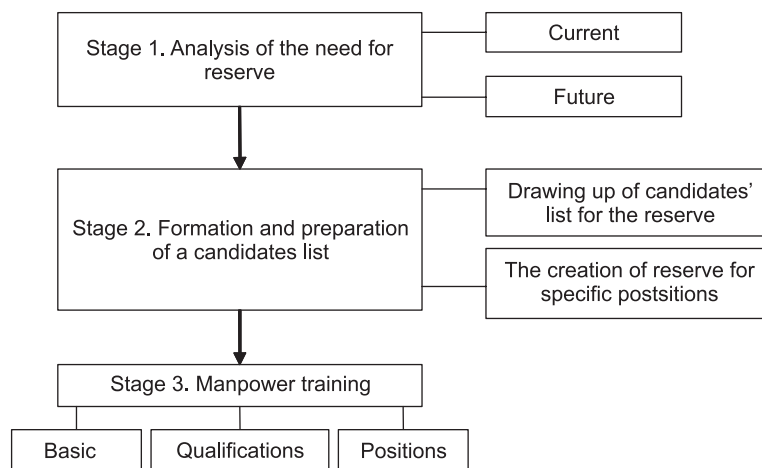 Stage 1. Analysis of the need for
reserve
Current
Future
Stage 2. Formation and preparation
of a candidates list
Drawing up of candidates'
list for the reserve
The creation of reserve for
specific postsitions
Stage 3. Manpower training
Basic
Qualifications
Positions